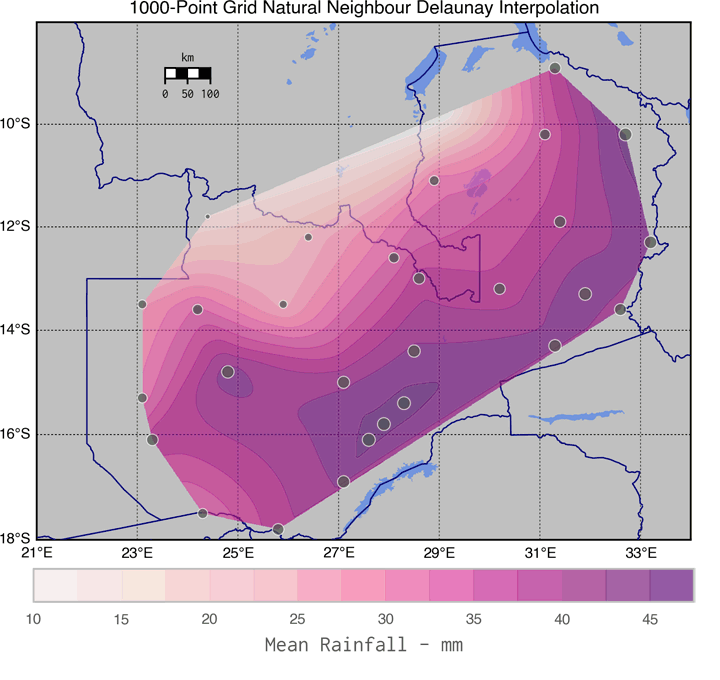 1000-Point Grid Natural Neighbour Delaunay Interpolation
km
0 50 100
10°S
12°S
14°S
16°S
18°S
21°E 23°E 25°E 27°E 29°E 31°E 33°E
10 15 20 25 30 35 40 45
Mean Rainfall - mm